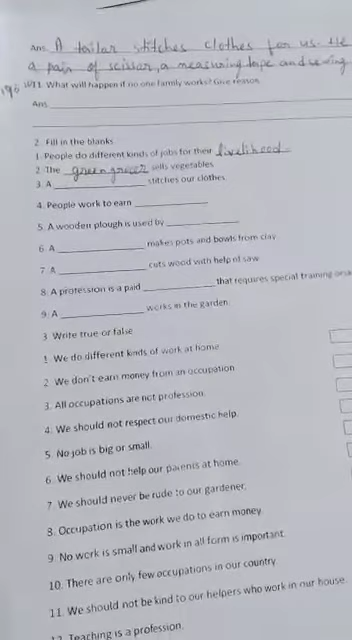 Ans. A tailor stitches clothes for us. He
a pair of scissor, a measuring tape and sewing
What will happen if no one family works? Give reason.
Ans.
2. Fill in the blanks
1. People do different kinds of jobs for their livelihood.
2. The green grocer sells vegetables.
3. A ____________ stitches our clothes.
4. People work to earn ____________
5. A wooden plough is used by ____________
6. A ____________ makes pots and bowls from clay.
7. A ____________ cuts wood with help of saw.
8. A profession is a paid ____________ that requires special training
9. A ____________ works in the garden.
3. Write true or false
1. We do different kinds of work at home.
2. We don't earn money from an occupation.
3. All occupations are not profession.
4. We should not respect our domestic help.
5. No job is big or small.
6. We should not help our parents at home.
7. We should never be rude to our gardener.
8. Occupation is the work we do to earn money.
9. No work is small and work in all form is important.
10. There are only few occupations in our country.
11. We should not be kind to our helpers who work in our house.
12. Teaching is a profession.